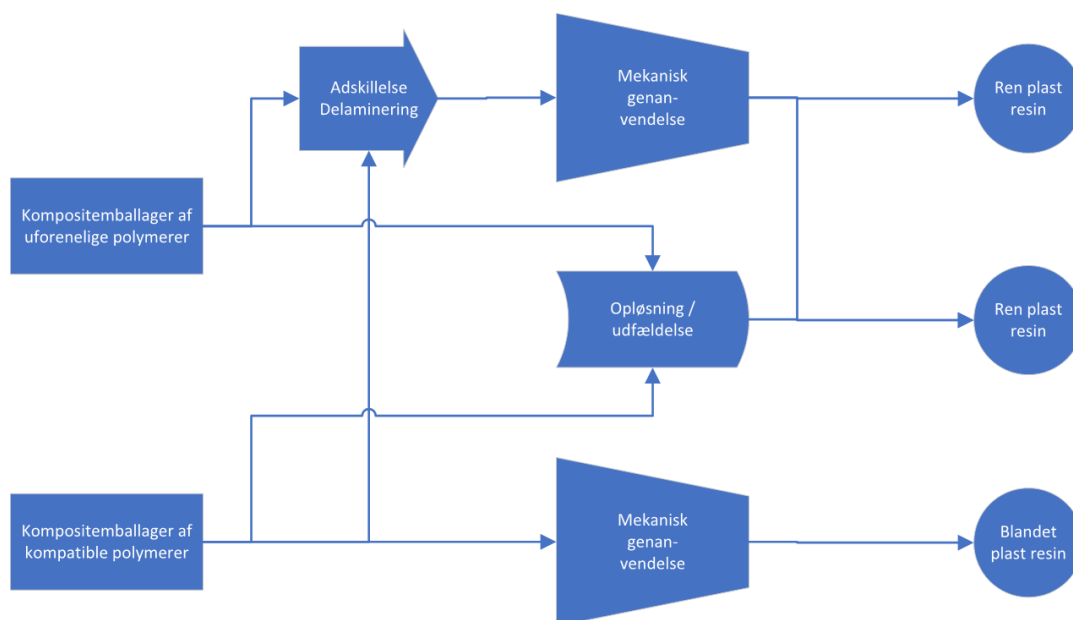 Adskillelse
Delaminering
Mekanisk
genan-
vendelse
Ren plast
resin
Kompositemballager af
uforenelige polymerer
Opløsning /
udfældelse
Ren plast
resin
Kompositemballager af
kompatible polymerer
Mekanisk
genan-
vendelse
Blandet
plast resin